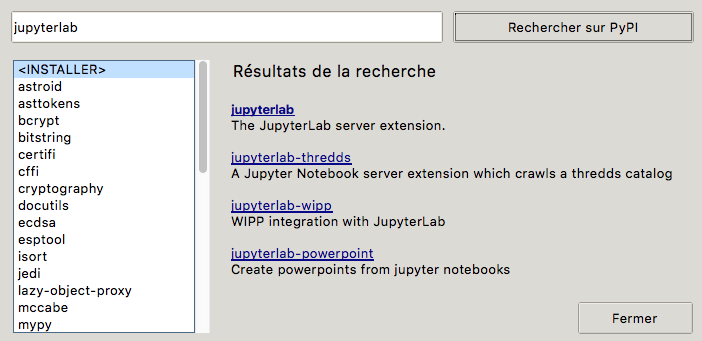 jupyterlab
Rechercher sur PyPI
<INSTALLER>
astroid
asttokens
bcrypt
bitstring
certifi
cffi
cryptography
docutils
ecdsa
esptool
isort
jedi
lazy-object-proxy
mccabe
mypy
Résultats de la recherche
jupyterlab
The JupyterLab server extension.
jupyterlab-thredds
A Jupyter Notebook server extension which crawls a thredds catalog
jupyterlab-wipp
WIPP integration with JupyterLab
jupyterlab-powerpoint
Create powerpoints from jupyter notebooks
Fermer